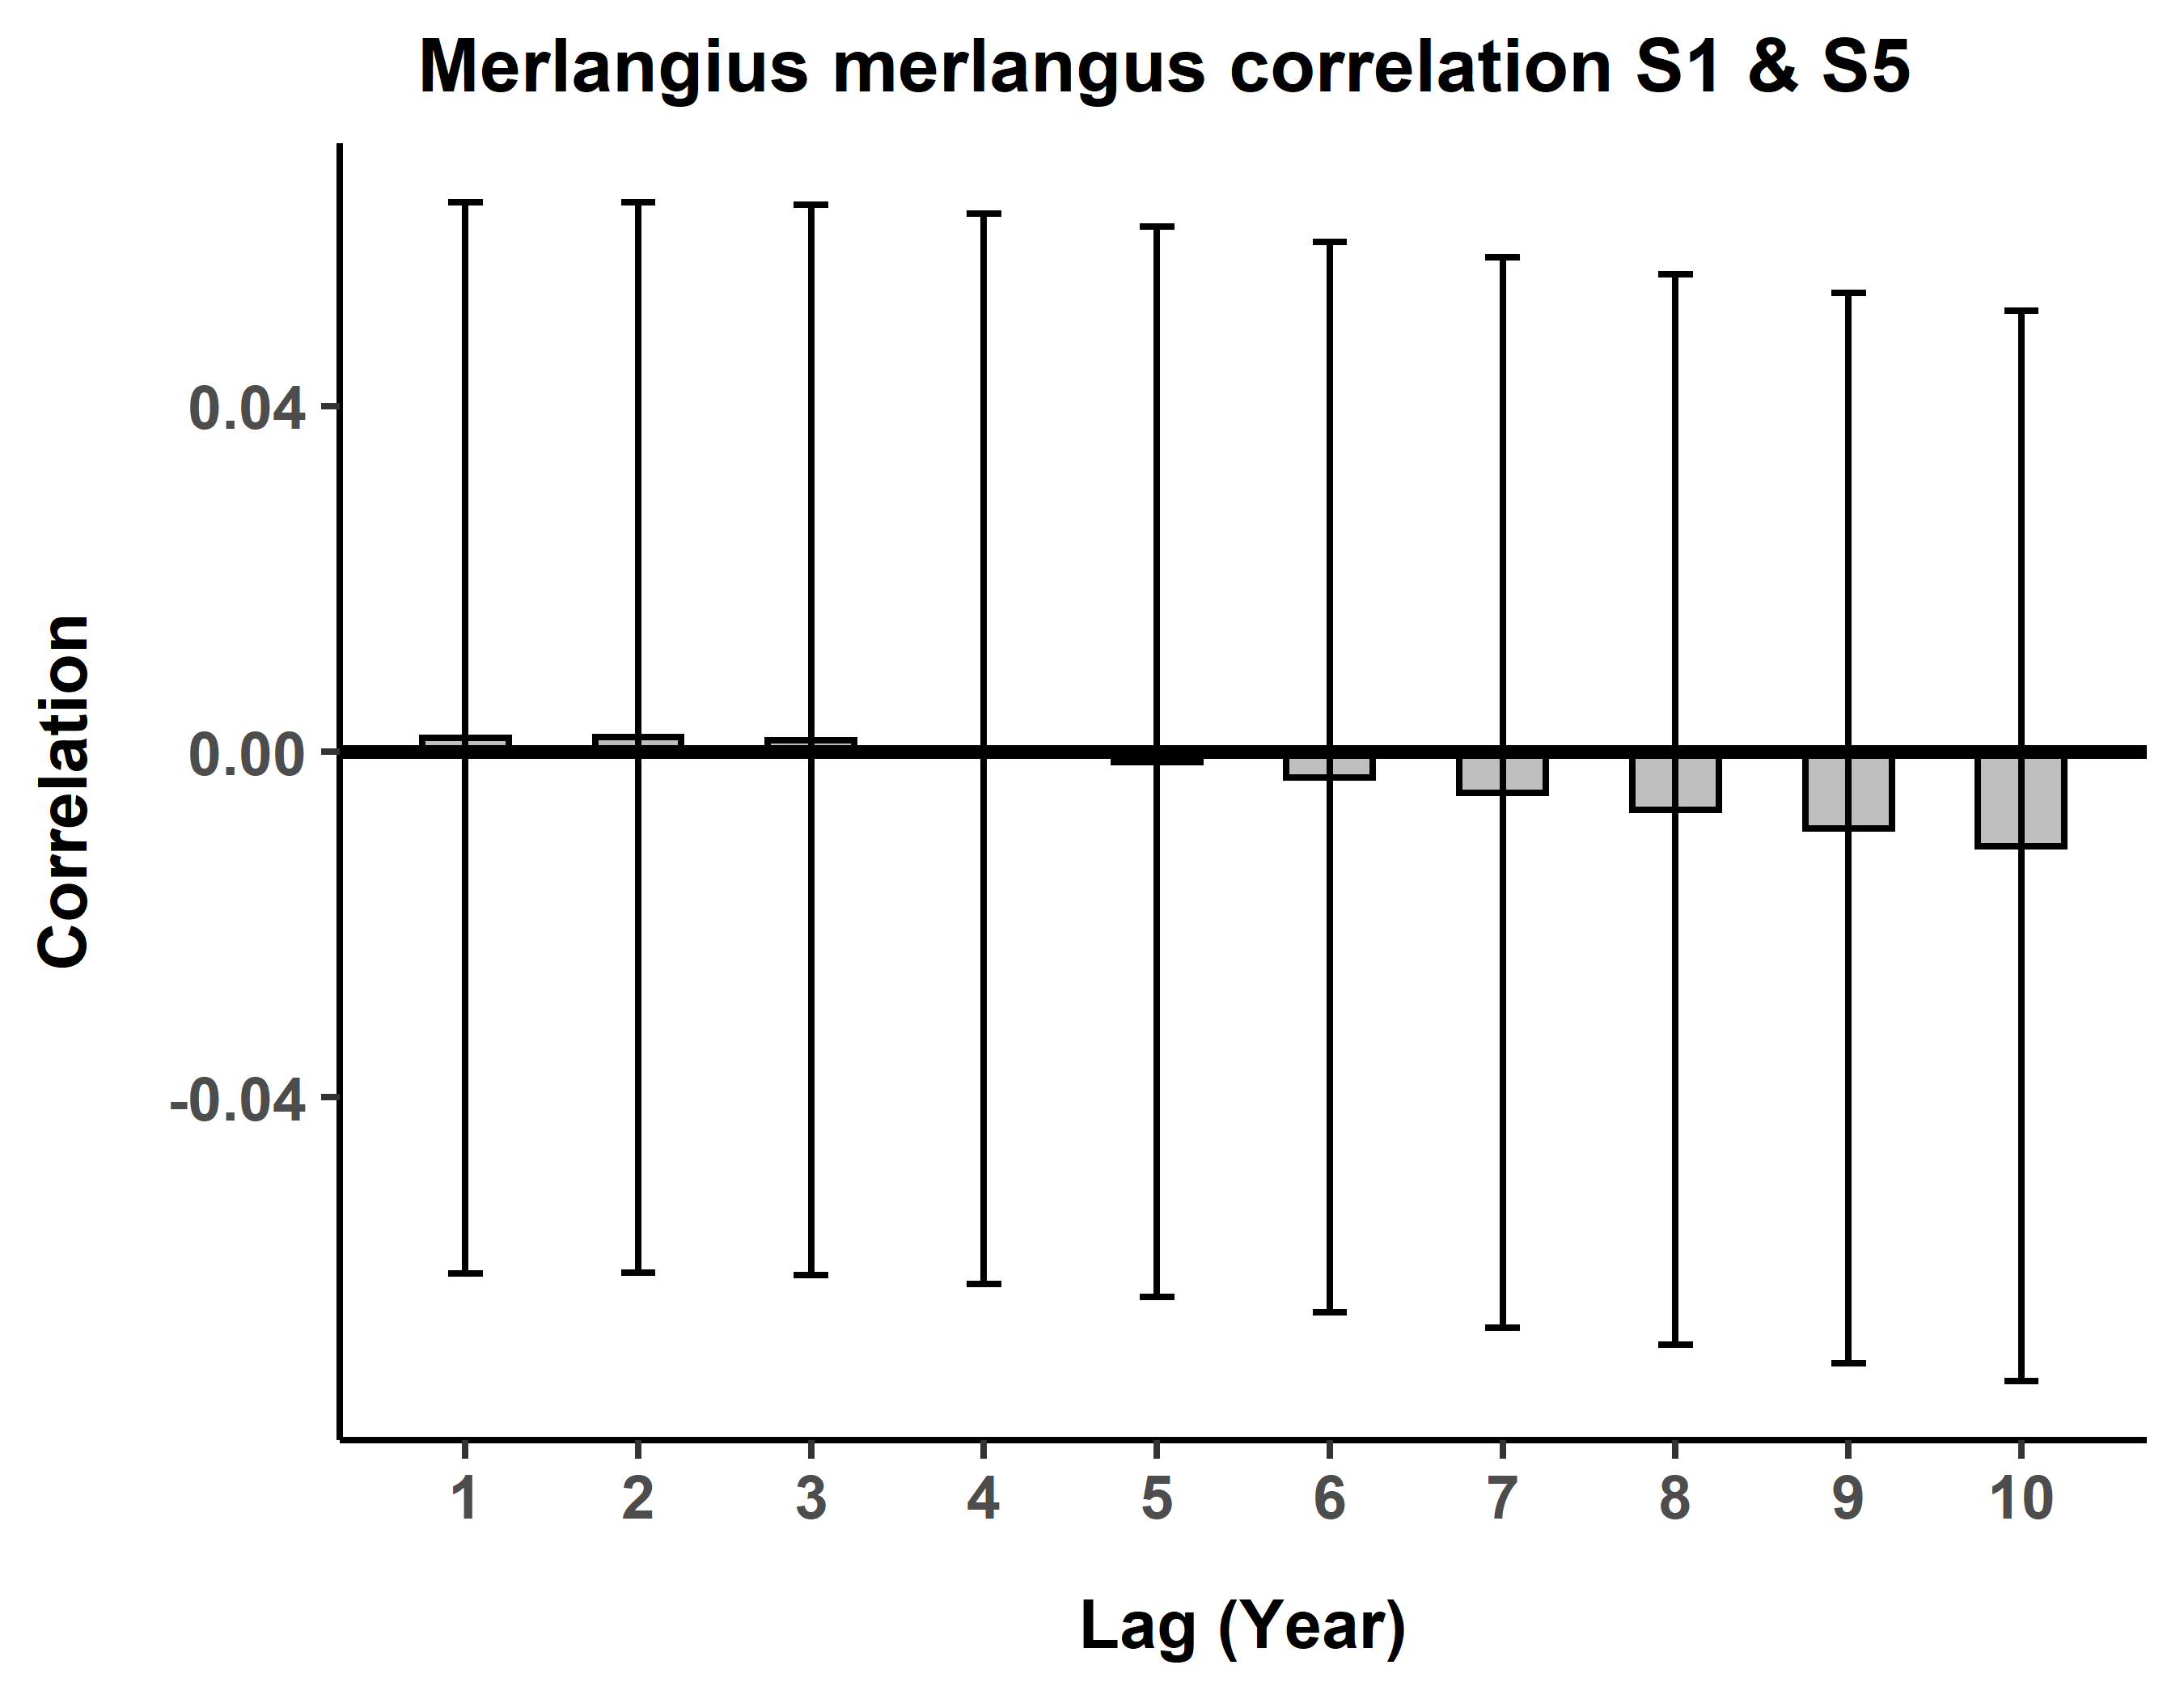 Merlangius merlangus correlation S1 & S5
Correlation
0.04
0.00
-0.04
1 2 3 4 5 6 7 8 9 10
Lag (Year)